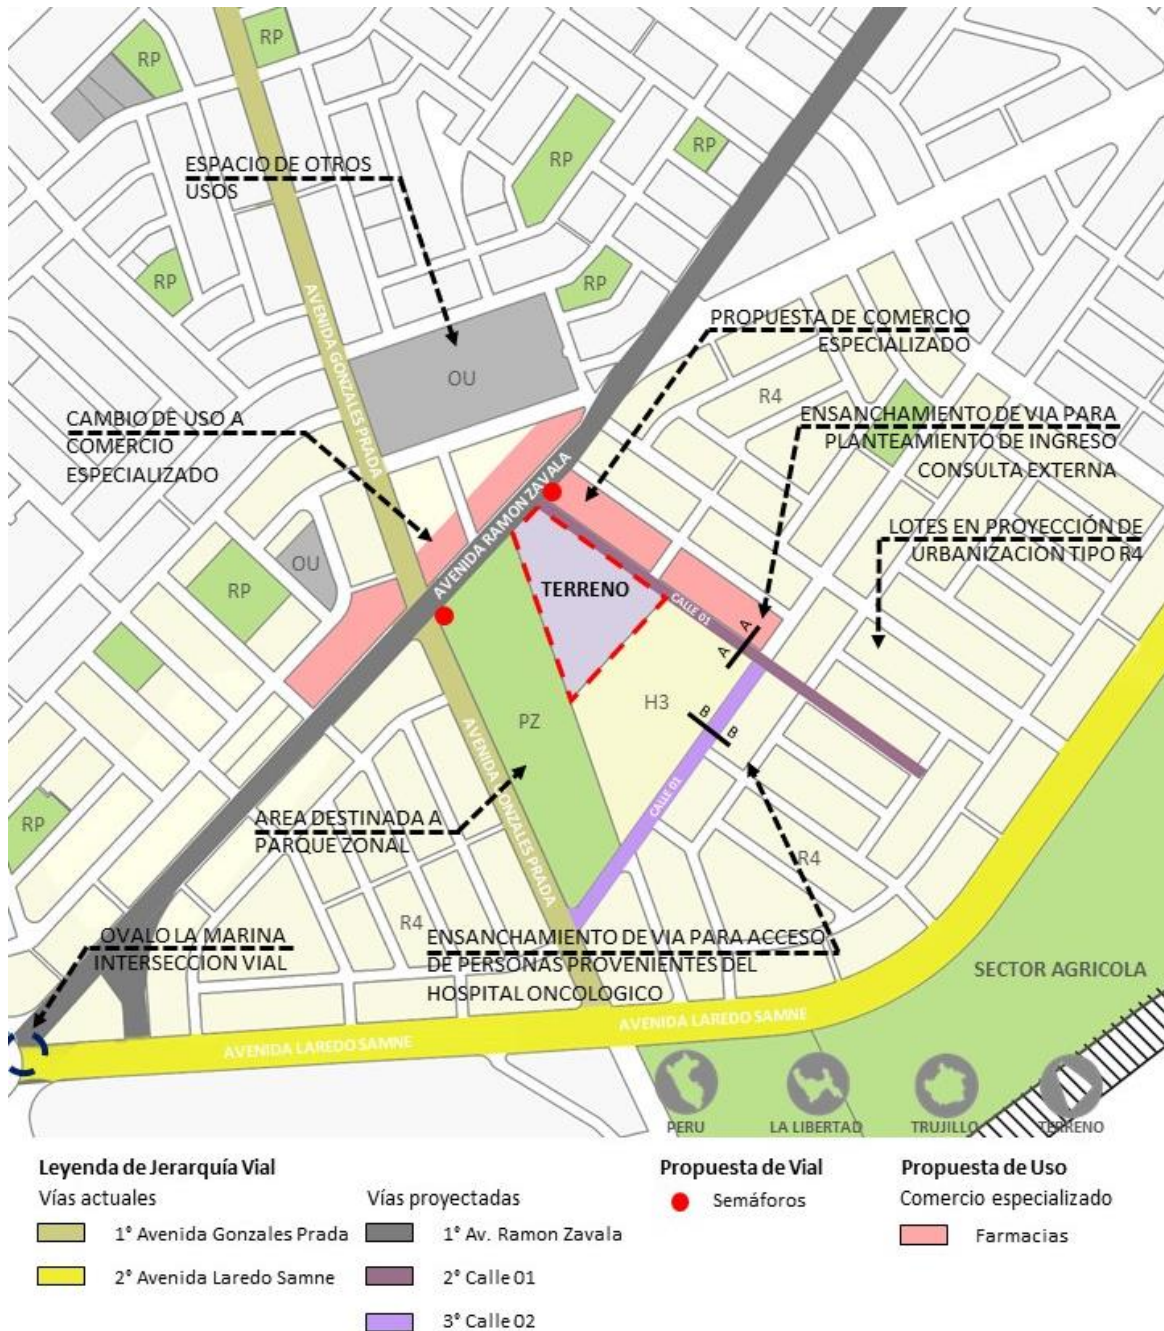 RP
RP
RP
RP
ESPACIO DE OTROS
USOS
RP
RP
AVENIDA GONZALES PRADA
PROPUESTA DE COMERCIO
ESPECIALIZADO
OU
R4
CAMBIO DE USO A
COMERCIO
ESPECIALIZADO
ENSANCHAMIENTO DE VIA PARA
PLANTEAMIENTO DE INGRESO
CONSULTA EXTERNA
AVENIDA RAMON ZAVALA
LOTES EN PROYECCIÓN DE
URBANIZACION TIPO R4
OU
RP
TERRENO
CALLE 01
A
A
H3
PZ
B
B
AVENIDA GONZALES PRADA
CALLE 01
RP
AREA DESTINADA A
PARQUE ZONAL
R4
R4
OVALO LA MARINA
INTERSECCION VIAL
ENSANCHAMIENTO DE VIA PARA ACCESO
DE PERSONAS PROVENIENTES DEL
HOSPITAL ONCOLOGICO
SECTOR AGRICOLA
AVENIDA LAREDO SAMNE
AVENIDA LAREDO SAMNE
PERU
LA LIBERTAD
TRUJILLO
TERRENO
Leyenda de Jerarquía Vial
Vías actuales
1° Avenida Gonzales Prada
2° Avenida Laredo Samne
Vías proyectadas
1° Av. Ramon Zavala
2° Calle 01
3° Calle 02
Propuesta de Vial
Semáforos
Propuesta de Uso
Comercio especializado
Farmacias